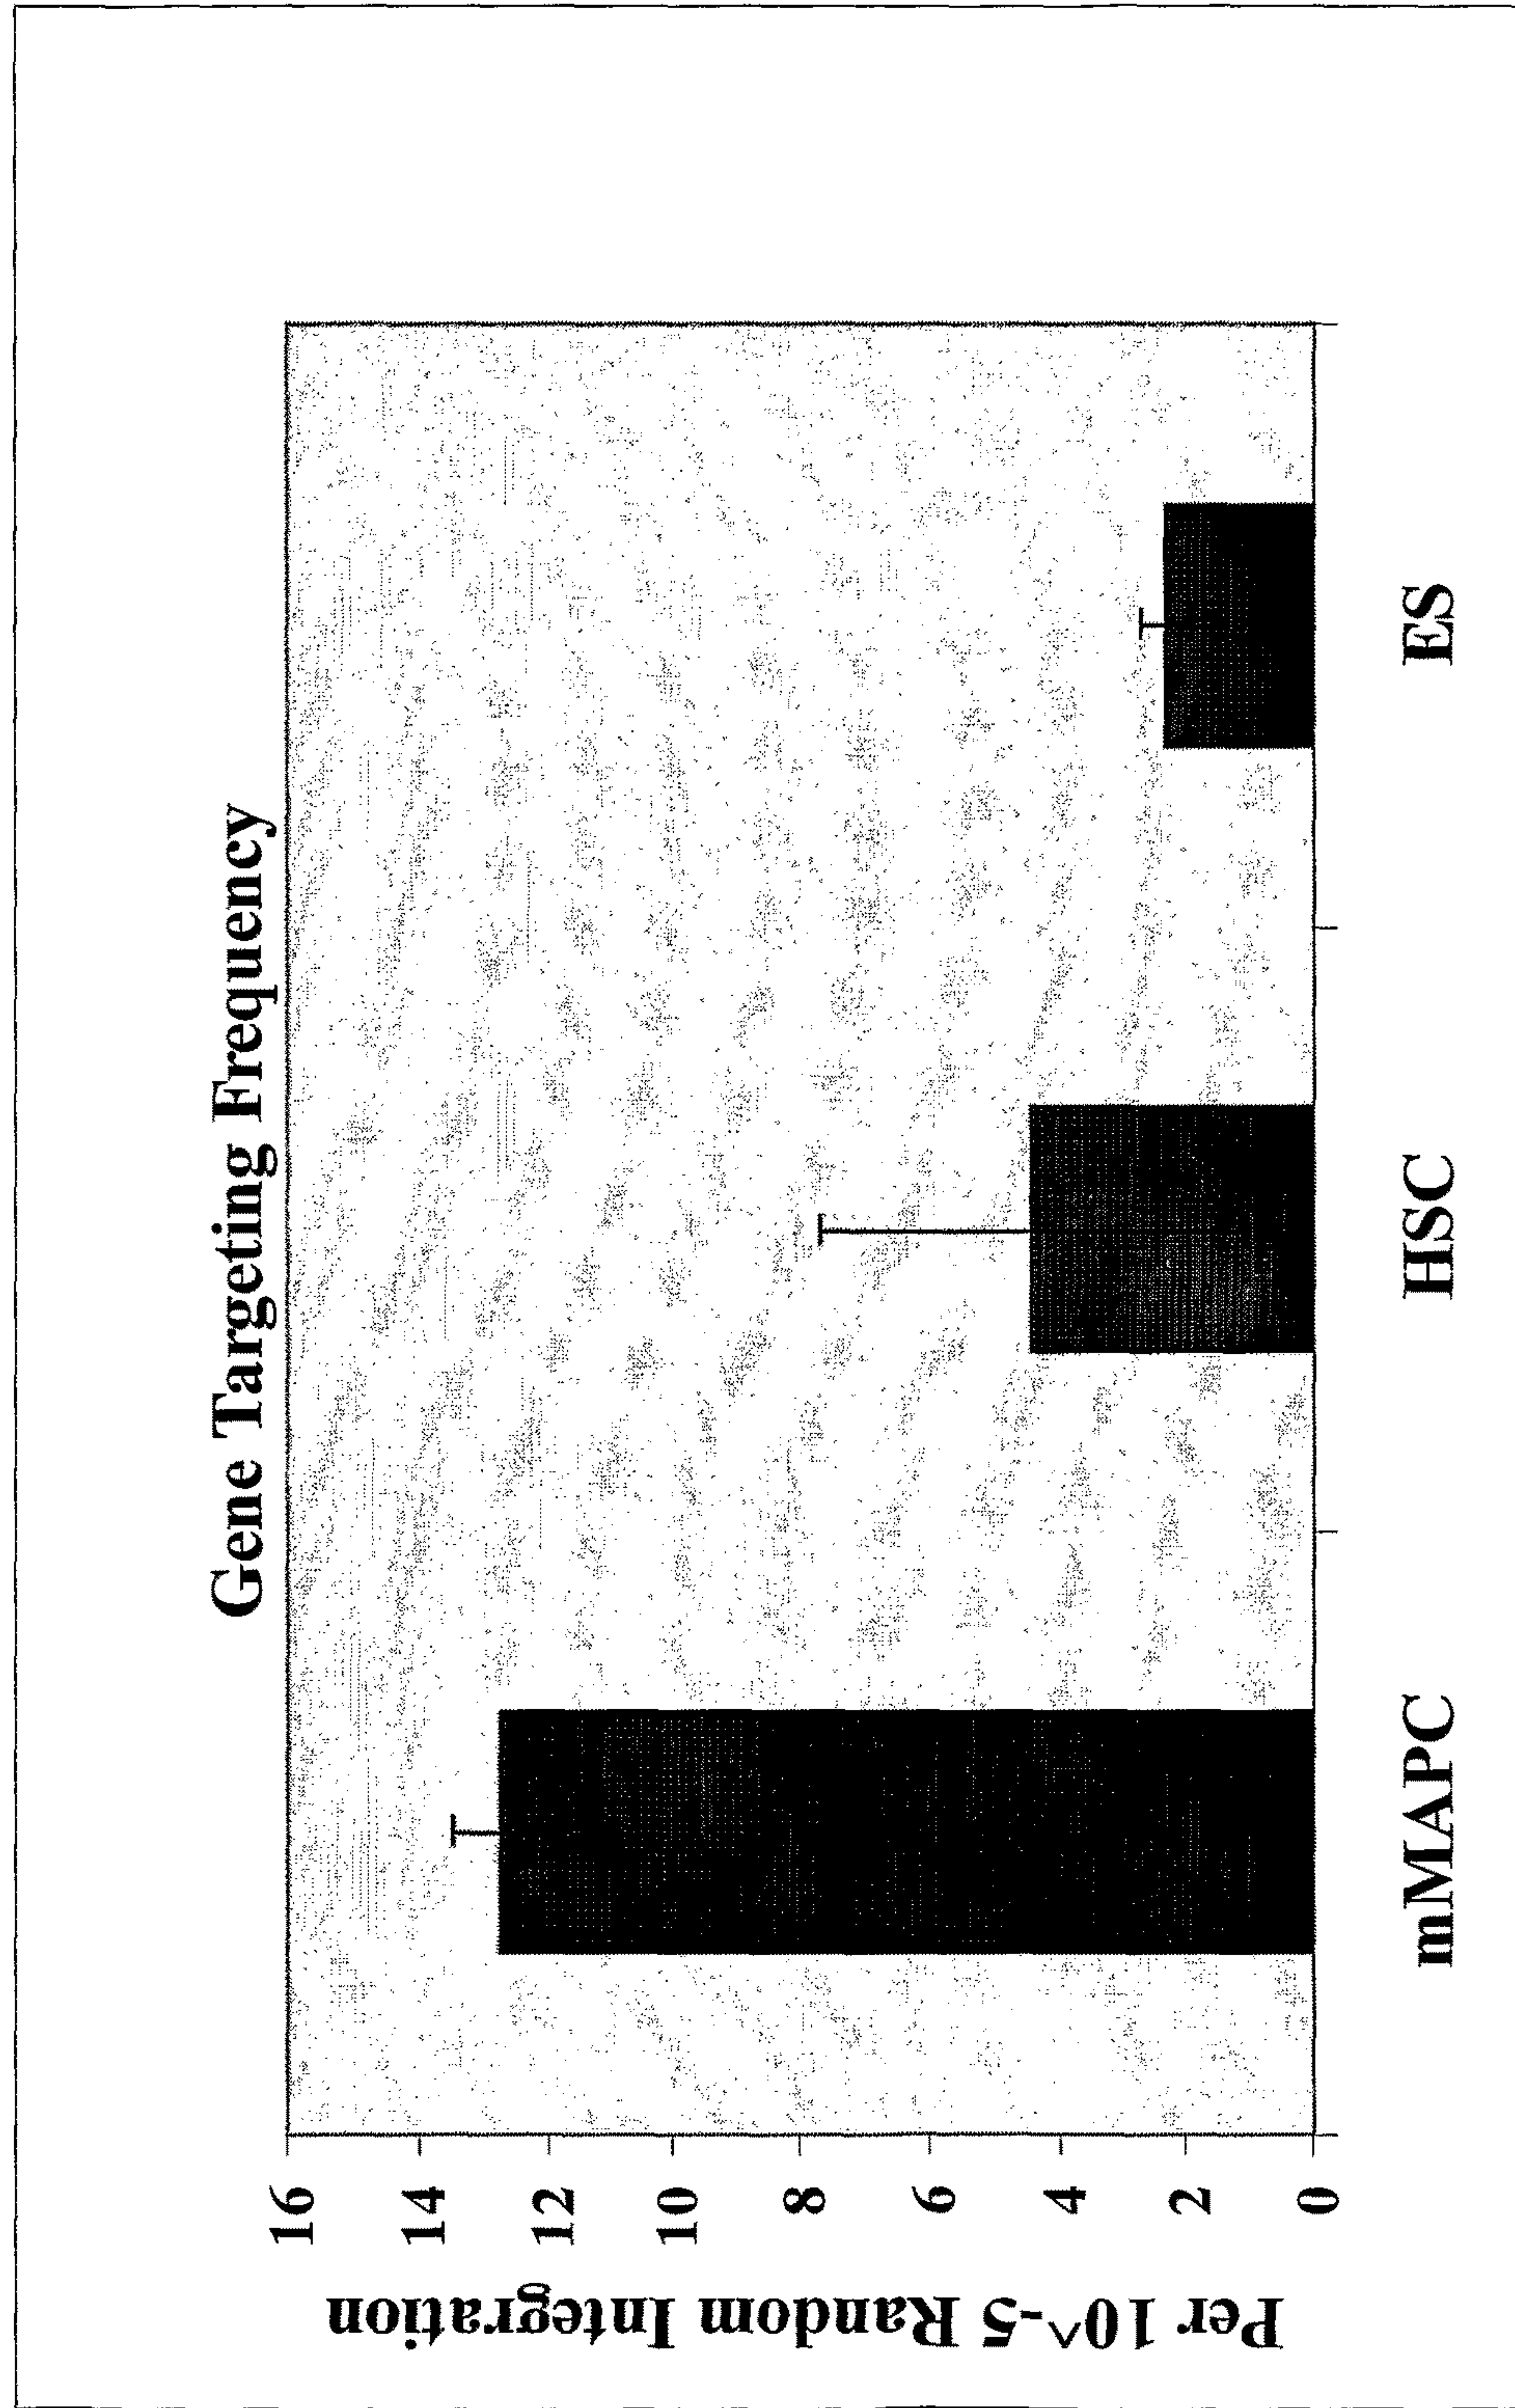 Gene Targeting Frequency
Per 10^-5 Random Integration
16
14
12
10
8
6
4
2
0
mMAPC
HSC
ES